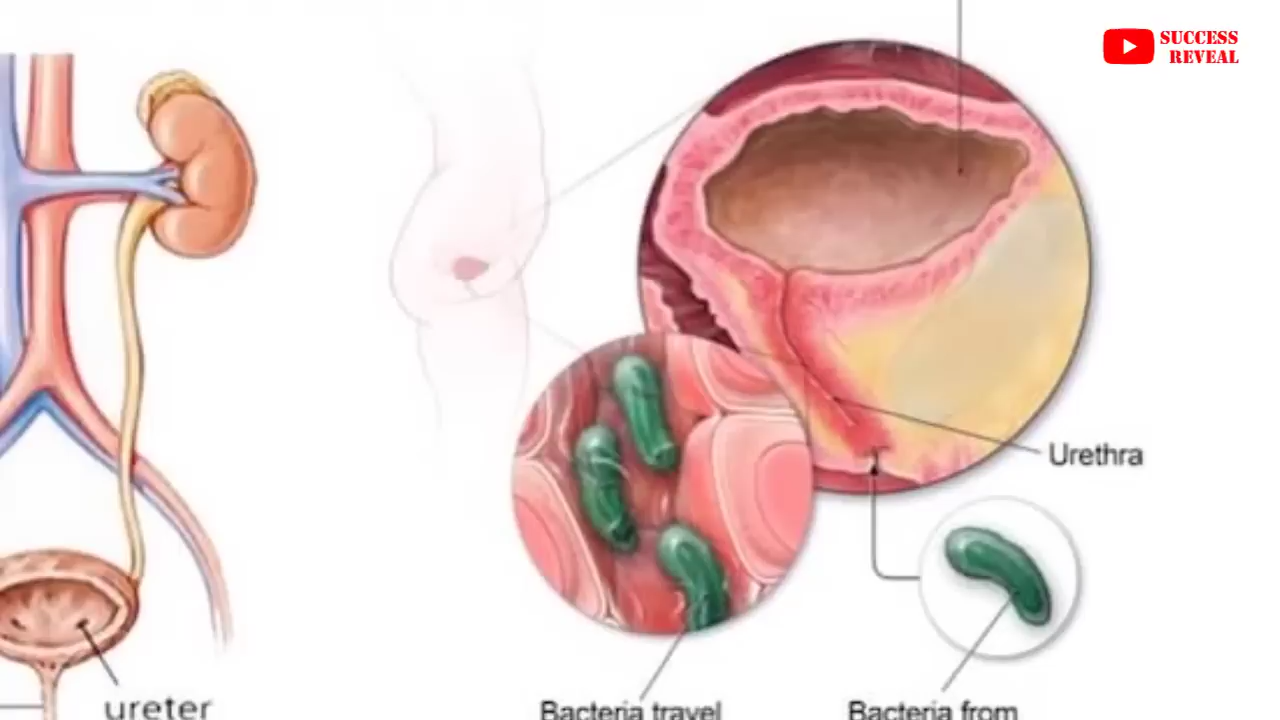 SUCCESS
REVEAL
Urethra
ureter
Bacteria travel
Bacteria from